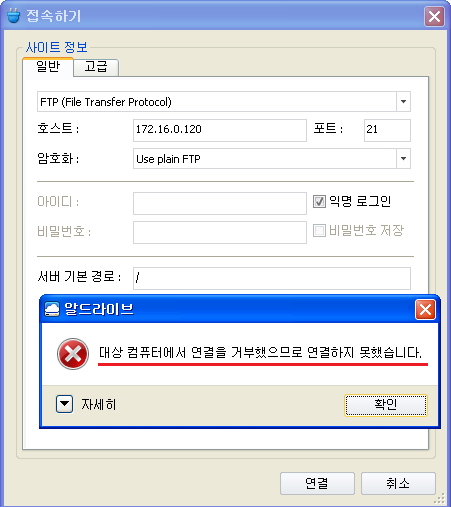 접속하기
사이트 정보
일반 고급
FTP (File Transfer Protocol)
호스트 : 172.16.0.120 포트 : 21
암호화 : Use plain FTP
아이디 : 익명 로그인
비밀번호 : 비밀번호 저장
서버 기본 경로 : /
알드라이브
대상 컴퓨터에서 연결을 거부했으므로 연결하지 못했습니다.
자세히 확인
연결 취소